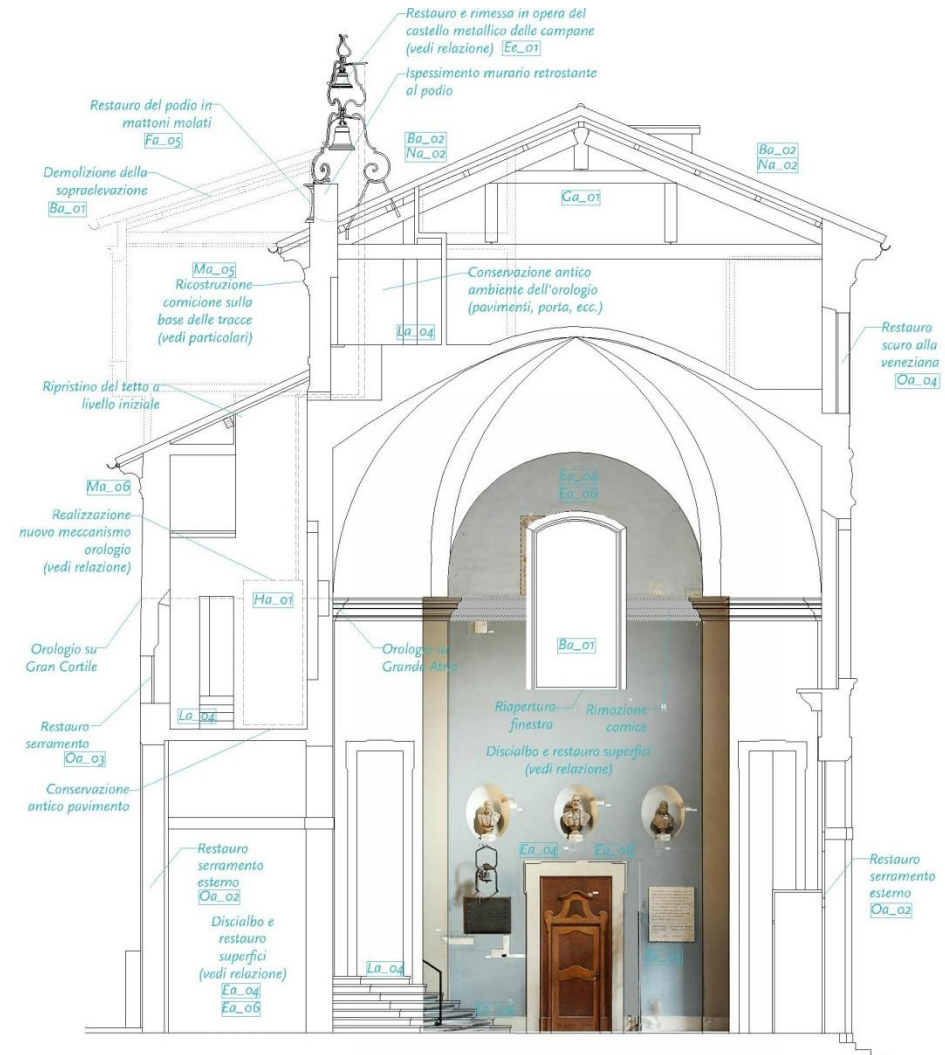 Restauro e rimessa in opera del
castello metallico delle campane
(vedi relazione) Ee_01
Ispessimento murario retrostante
al podio
Restauro del podio in
mattoni molati
Fa_05
Demolizione della
sopraelevazione
Ba_01
Ba_02
Na_02
Ba_02
Na_02
Ga_01
Ma_05
Ricostruzione
cornicione sulla
base delle tracce
(vedi particolari)
Conservazione antico
ambiente dell'orologio
(pavimenti, porta, ecc.)
La_04
Restauro
scuro alla
veneziana
Oa_04
Ripristino del tetto a
livello iniziale
Ma_06
Realizzazione
nuovo meccanismo
orologio
(vedi relazione)
Ea_04
Ea_06
Ha_01
Ba_01
Orologio su
Gran Cortile
Orologio su
Grande Atrio
La_04
Restauro
serramento
Oa_03
Riapertura
finestra
Rimozione
cornice
Discialbo e restauro superfici
(vedi relazione)
Conservazione
antico pavimento
Ea_04
Ea_06
Restauro
serramento
esterno
Oa_02
Restauro
serramento
esterno
Oa_02
Discialbo e
restauro
superfici
(vedi relazione)
Ea_04
Ea_06
La_04